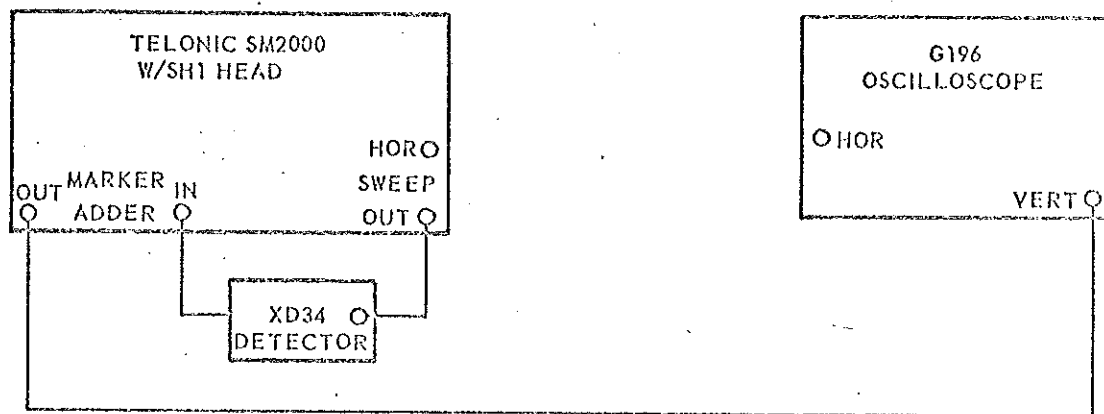 TELONIC SM2000
W/SH1 HEAD
HOR
SWEEP
OUT
OUT MARKER IN
ADDER
XD34
DETECTOR
G196
OSCILLOSCOPE
HOR
VERT